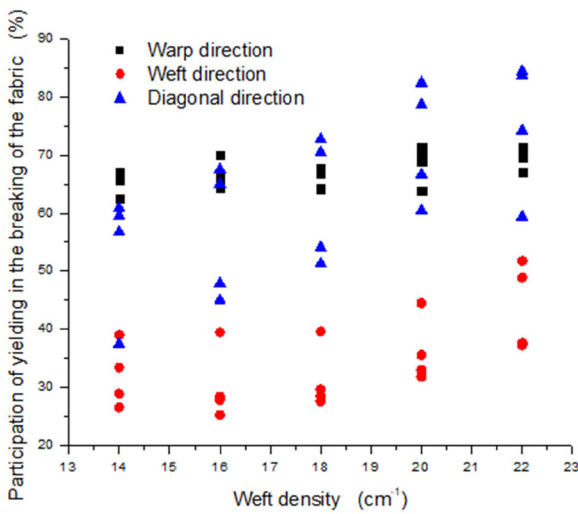 Participation of yielding in the breaking of the fabric (%)
90
80
70
60
50
40
30
20
Warp direction
Weft direction
Diagonal direction
13 14 15 16 17 18 19 20 21 22 23
Weft density (cm⁻¹)